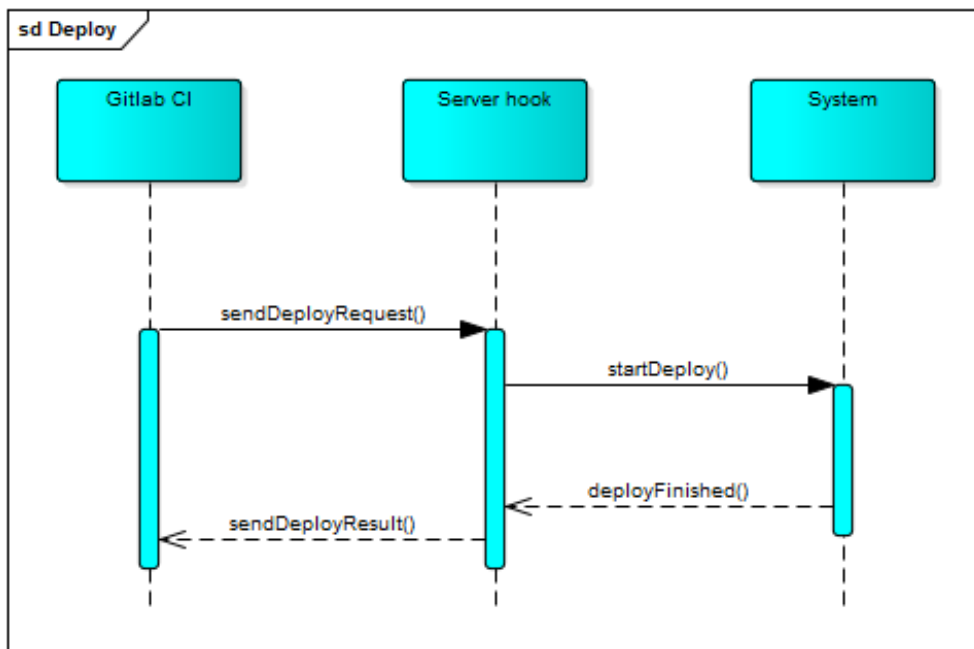 sd Deploy
Gitlab CI
Server hook
System
sendDeployRequest()
startDeploy()
deployFinished()
sendDeployResult()